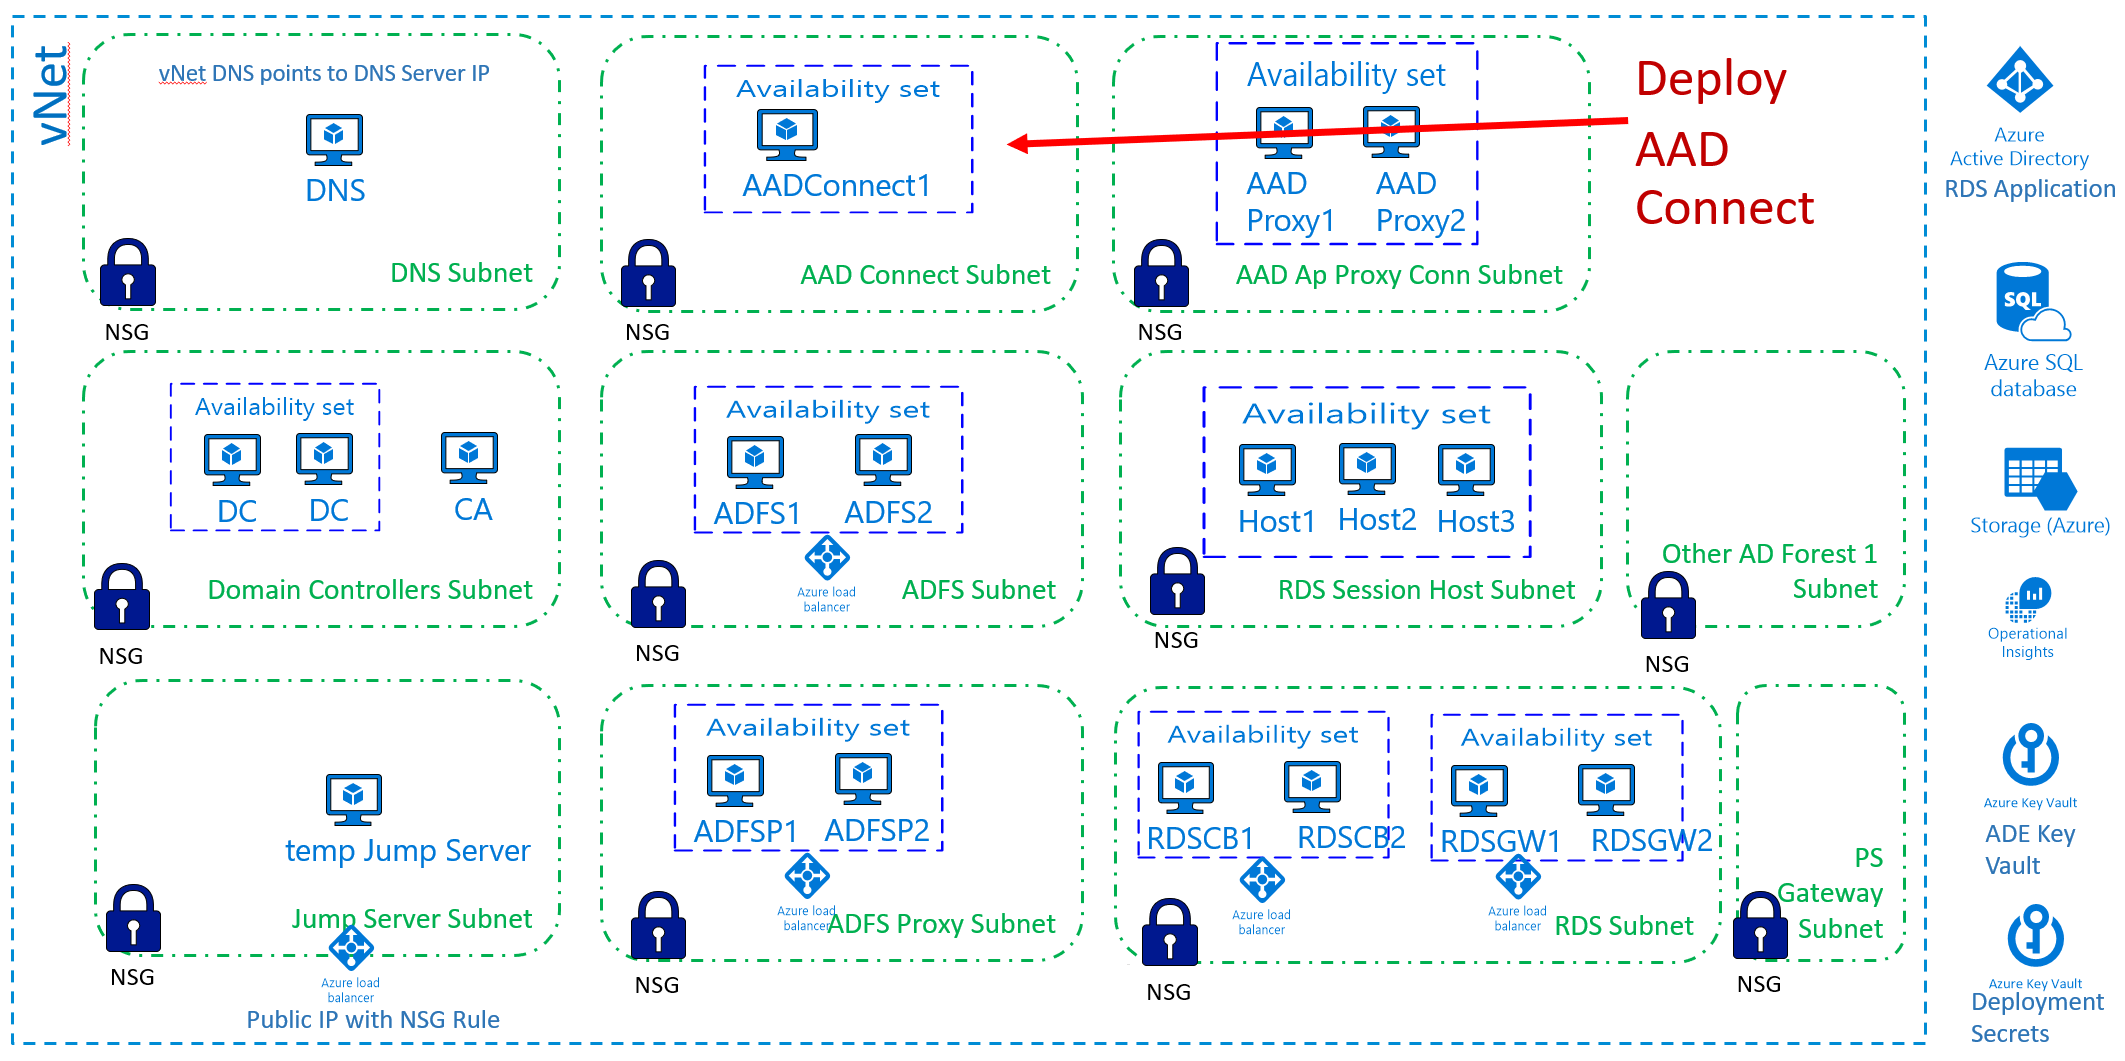 vNet
vNet DNS points to DNS Server IP
DNS
DNS Subnet
NSG
Availability set
AADConnect1
AAD Connect Subnet
NSG
Availability set
AAD
Proxy1
AAD
Proxy2
AAD Ap Proxy Conn Subnet
NSG
Deploy
AAD
Connect
Availability set
DC
DC
CA
Domain Controllers Subnet
NSG
Availability set
ADFS1
ADFS2
Azure load
balancer
ADFS Subnet
NSG
Availability set
Host1
Host2
Host3
RDS Session Host Subnet
NSG
Other AD Forest 1
Subnet
NSG
temp Jump Server
Jump Server Subnet
NSG
Azure load
balancer
Public IP with NSG Rule
Availability set
ADFSP1
ADFSP2
Azure load
balancer
ADFS Proxy Subnet
NSG
Availability set
RDSCB1
RDSCB2
Azure load
balancer
Availability set
RDSGW1
RDSGW2
Azure load
balancer
RDS Subnet
NSG
PS
Gateway
Subnet
NSG
Azure
Active Directory
RDS Application
SQL
Azure SQL
database
Storage (Azure)
Operational
Insights
Azure Key Vault
ADE Key
Vault
Azure Key Vault
Deployment
Secrets